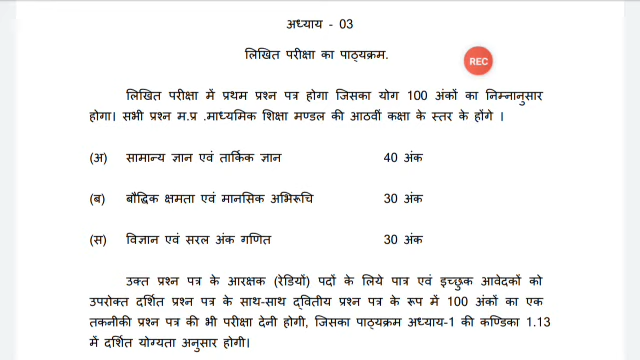 अध्याय - 03
लिखित परीक्षा का पाठ्यक्रम.
REC
लिखित परीक्षा में प्रथम प्रश्न पत्र होगा जिसका योग 100 अंकों का निम्नानुसार
होगा। सभी प्रश्न म.प्र .माध्यमिक शिक्षा मण्डल की आठवीं कक्षा के स्तर के होंगे ।
(अ) सामान्य ज्ञान एवं तार्किक ज्ञान 40 अंक
(ब) बौद्धिक क्षमता एवं मानसिक अभिरूचि 30 अंक
(स) विज्ञान एवं सरल अंक गणित 30 अंक
उक्त प्रश्न पत्र के आरक्षक (रेडियों) पदों के लिये पात्र एवं इच्छुक आवेदकों को
उपरोक्त दर्शित प्रश्न पत्र के साथ-साथ द्वितीय प्रश्न पत्र के रूप में 100 अंकों का एक
तकनीकी प्रश्न पत्र की भी परीक्षा देनी होगी, जिसका पाठ्यक्रम अध्याय-1 की कण्डिका 1.13
में दर्शित योग्यता अनुसार होगी।